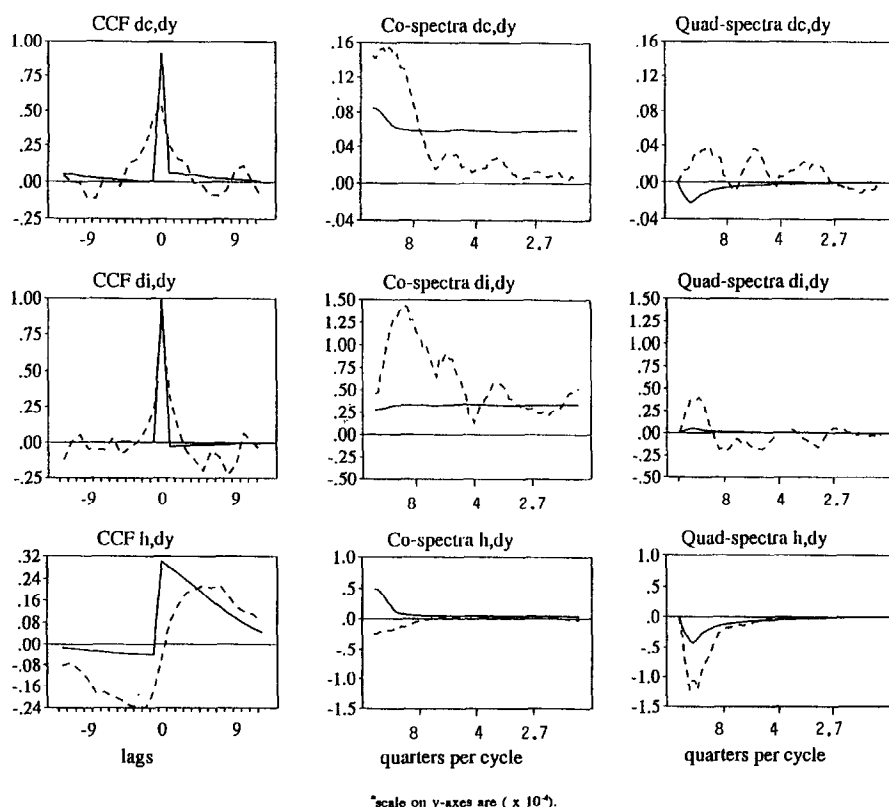 CCF dc,dy
1.00
.75
.50
.25
.00
-.25
-9 0 9
Co-spectra dc,dy
.16
.12
.08
.04
.00
-.04
8 4 2.7
Quad-spectra dc,dy
.16
.12
.08
.04
.00
-.04
8 4 2.7
CCF di,dy
1.00
.75
.50
.25
.00
-.25
-9 0 9
Co-spectra di,dy
1.50
1.25
1.00
.75
.50
.25
.00
-.25
-.50
8 4 2.7
Quad-spectra di,dy
1.50
1.25
1.00
.75
.50
.25
.00
-.25
-.50
8 4 2.7
CCF h,dy
.32
.24
.16
.08
.00
-.08
-.16
-.24
-9 0 9
lags
Co-spectra h,dy
1.0
.5
.0
-.5
-1.0
-1.5
8 4 2.7
quarters per cycle
Quad-spectra h,dy
1.0
.5
.0
-.5
-1.0
-1.5
8 4 2.7
quarters per cycle
*scale on y-axes are ( x 10⁻⁴).